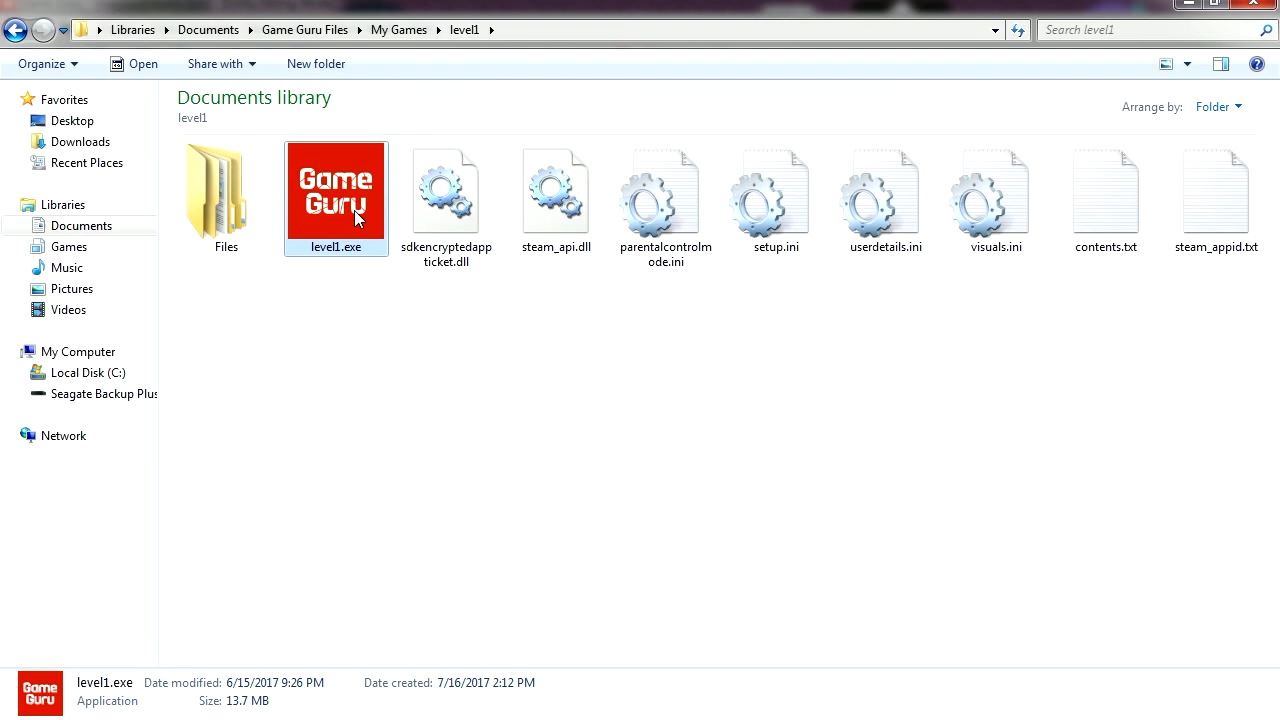 Libraries Documents Game Guru Files My Games level1
Search level1
Organize Open Share with New folder
Favorites
Desktop
Downloads
Recent Places
Libraries
Documents
Games
Music
Pictures
Videos
My Computer
Local Disk (C:)
Seagate Backup Plus
Network
Documents library
level1
Arrange by: Folder
Game
Guru
Files
level1.exe
sdkencryptedapp
ticket.dll
steam_api.dll
parentalcontrolm
ode.ini
setup.ini
userdetails.ini
visuals.ini
contents.txt
steam_appid.txt
Game
Guru
level1.exe Date modified: 6/15/2017 9:26 PM Date created: 7/16/2017 2:12 PM
Application Size: 13.7 MB